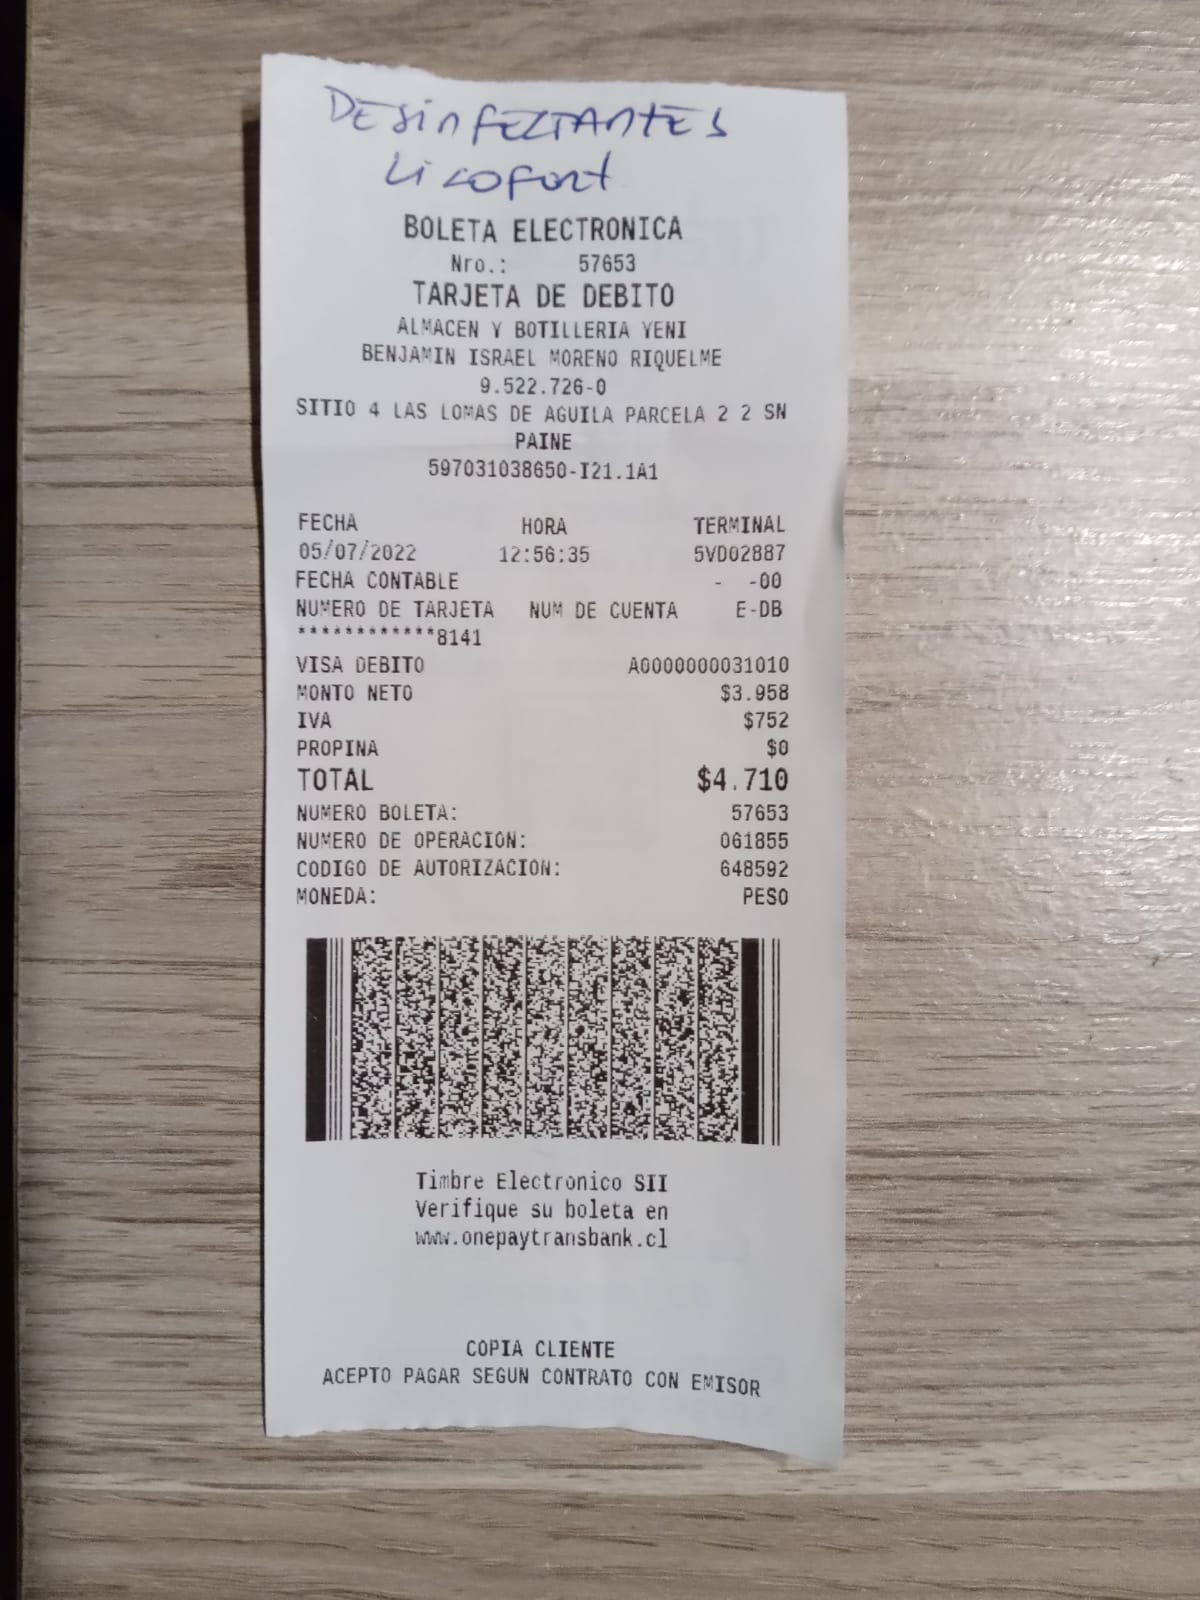 DESinFECTANTES
LiSOFORT
BOLETA ELECTRONICA
Nro.: 57653
TARJETA DE DEBITO
ALMACEN Y BOTILLERIA YENI
BENJAMIN ISRAEL MORENO RIQUELME
9.522.726-0
SITIO 4 LAS LOMAS DE AGUILA PARCELA 2 2 SN
PAINE
597031038650-I21.1A1
FECHA HORA TERMINAL
05/07/2022 12:56:35 5VD02887
FECHA CONTABLE - -00
NUMERO DE TARJETA NUM DE CUENTA E-DB
************8141
VISA DEBITO A0000000031010
MONTO NETO $3.958
IVA $752
PROPINA $0
TOTAL $4.710
NUMERO BOLETA: 57653
NUMERO DE OPERACION: 061855
CODIGO DE AUTORIZACION: 648592
MONEDA: PESO
Timbre Electronico SII
Verifique su boleta en
www.onepaytransbank.cl
COPIA CLIENTE
ACEPTO PAGAR SEGUN CONTRATO CON EMISOR